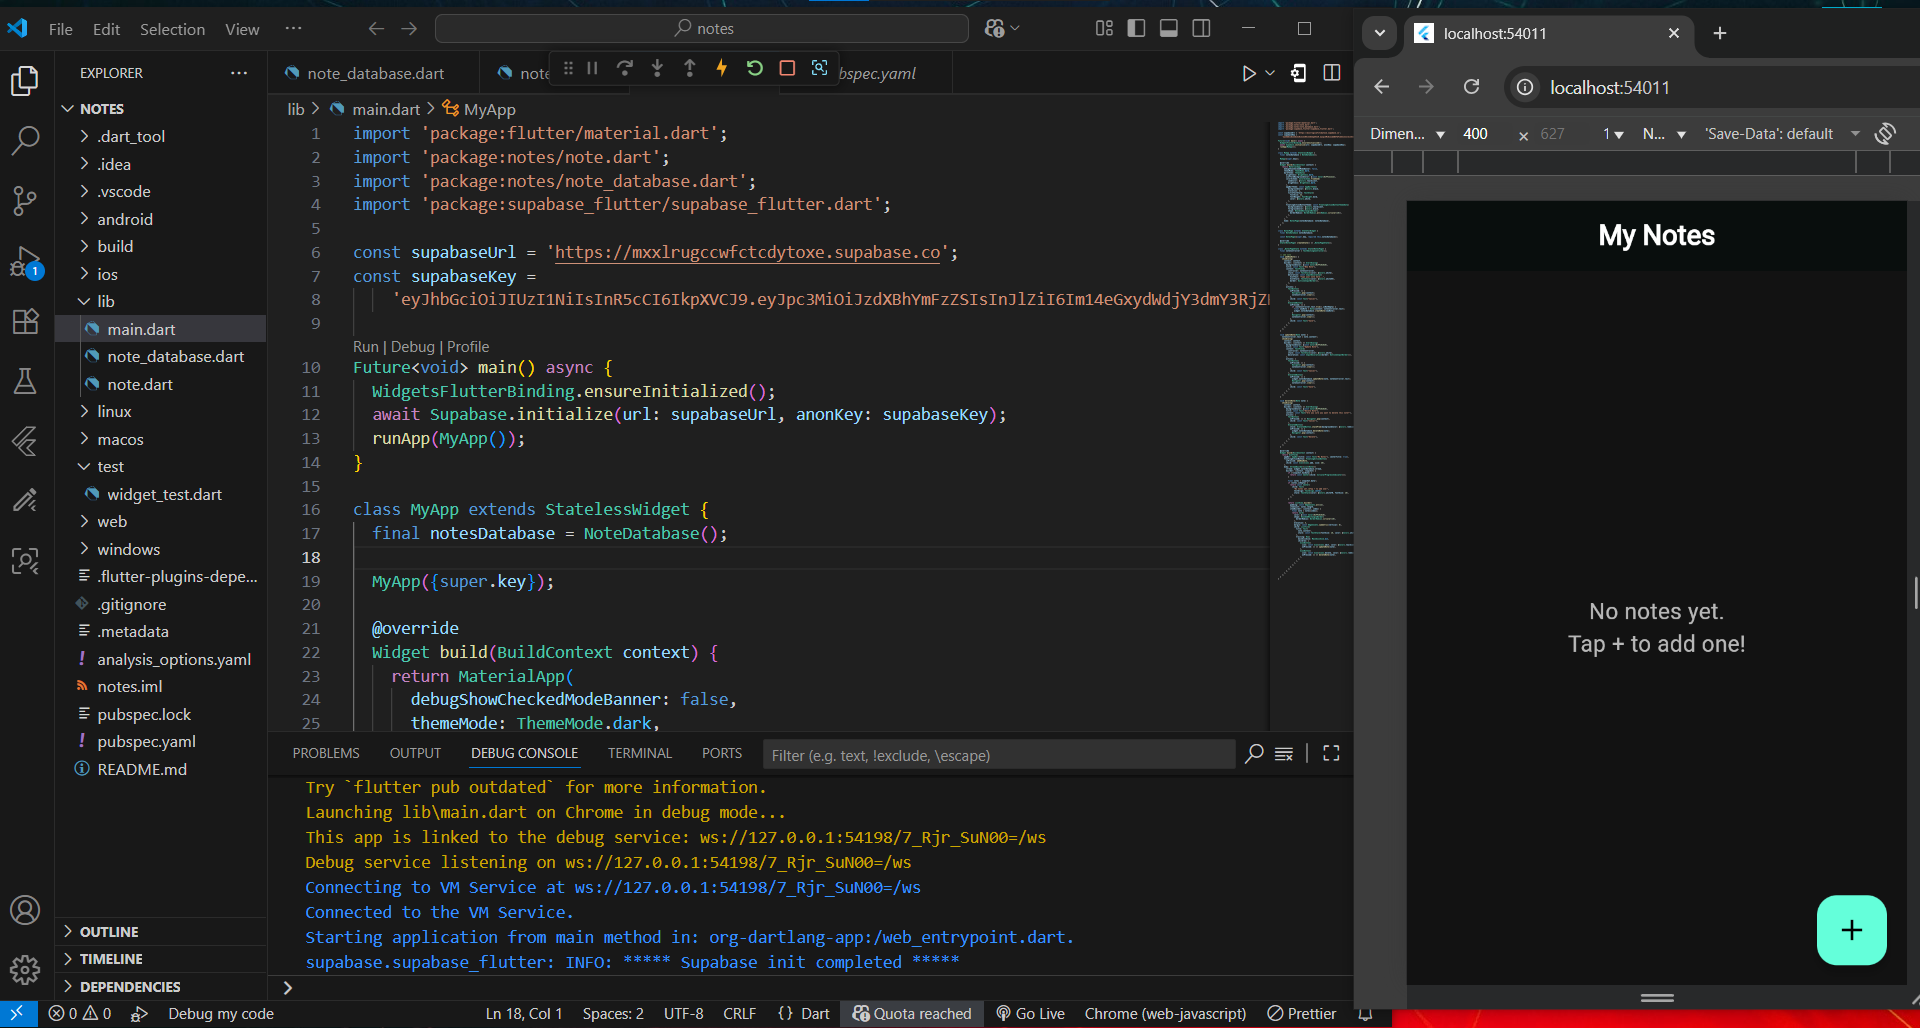 File Edit Selection View ···
notes
EXPLORER
NOTES
.dart_tool
.idea
.vscode
android
build
ios
lib
main.dart
note_database.dart
note.dart
linux
macos
test
widget_test.dart
web
windows
.flutter-plugins-depe...
.gitignore
.metadata
analysis_options.yaml
notes.iml
pubspec.lock
pubspec.yaml
README.md
OUTLINE
TIMELINE
DEPENDENCIES
1
note_database.dart
lib > main.dart > MyApp
1 import 'package:flutter/material.dart';
2 import 'package:notes/note.dart';
3 import 'package:notes/note_database.dart';
4 import 'package:supabase_flutter/supabase_flutter.dart';
5
6 const supabaseUrl = 'https://mxxlrugccwfctcdytoxe.supabase.co';
7 const supabaseKey =
8 'eyJhbGciOiJIUzI1NiIsInR5cCI6IkpXVCJ9.eyJpc3MiOiJzdXBhYmFzZSIsInJlZiI6Im14eGxydWdjY3dmY3RjZ
9
Run | Debug | Profile
10 Future<void> main() async {
11 WidgetsFlutterBinding.ensureInitialized();
12 await Supabase.initialize(url: supabaseUrl, anonKey: supabaseKey);
13 runApp(MyApp());
14 }
15
16 class MyApp extends StatelessWidget {
17 final notesDatabase = NoteDatabase();
18
19 MyApp({super.key});
20
21 @override
22 Widget build(BuildContext context) {
23 return MaterialApp(
24 debugShowCheckedModeBanner: false,
25 themeMode: ThemeMode.dark,
PROBLEMS OUTPUT DEBUG CONSOLE TERMINAL PORTS Filter (e.g. text, !exclude, \escape)
Try `flutter pub outdated` for more information.
Launching lib\main.dart on Chrome in debug mode...
This app is linked to the debug service: ws://127.0.0.1:54198/7_Rjr_SuN00=/ws
Debug service listening on ws://127.0.0.1:54198/7_Rjr_SuN00=/ws
Connecting to VM Service at ws://127.0.0.1:54198/7_Rjr_SuN00=/ws
Connected to the VM Service.
Starting application from main method in: org-dartlang-app:/web_entrypoint.dart.
supabase.supabase_flutter: INFO: ***** Supabase init completed *****
>
0 0 Debug my code Ln 18, Col 1 Spaces: 2 UTF-8 CRLF {} Dart Quota reached Go Live Chrome (web-javascript) Prettier
localhost:54011
localhost:54011
Dimen... 400 × 627 1 N... 'Save-Data': default
My Notes
No notes yet.
Tap + to add one!
+